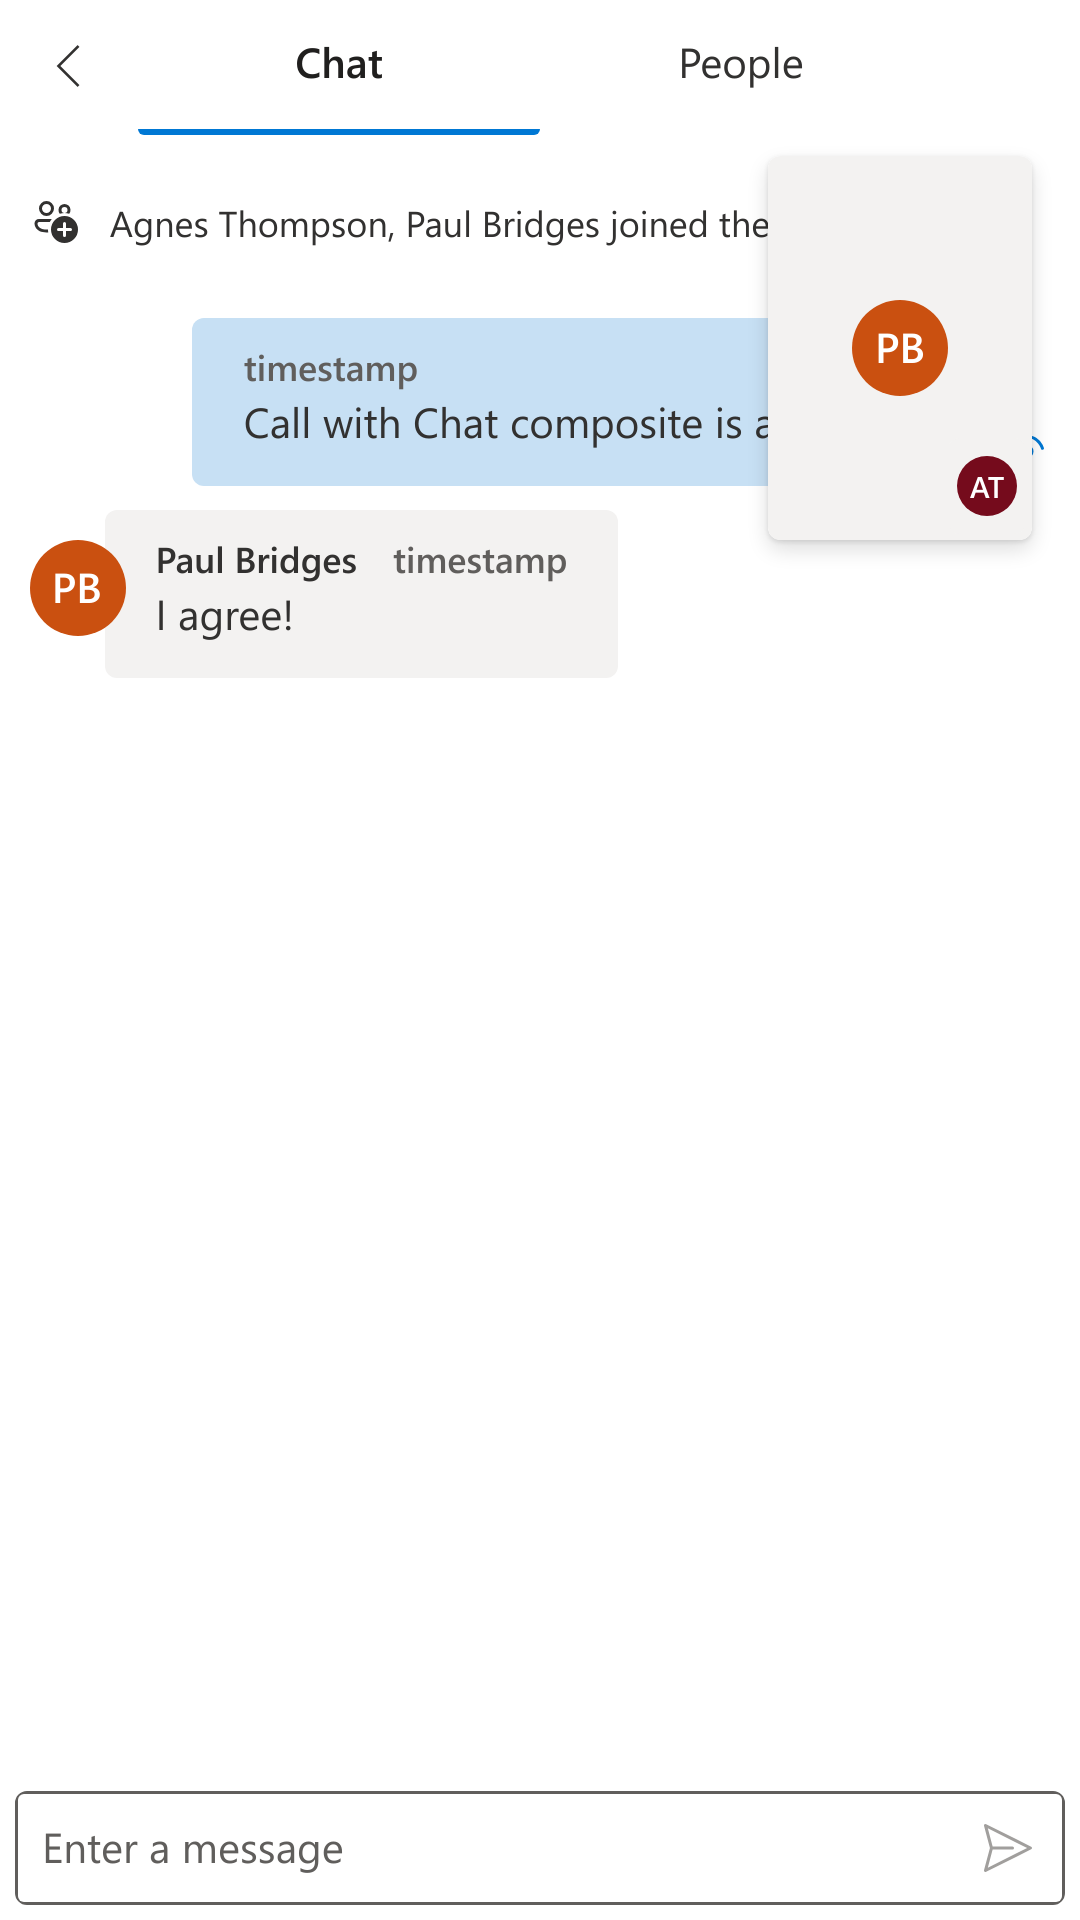 Chat People
Agnes Thompson, Paul Bridges joined the
timestamp
Call with Chat composite is
PB
AT
PB
Paul Bridges timestamp
I agree!
Enter a message